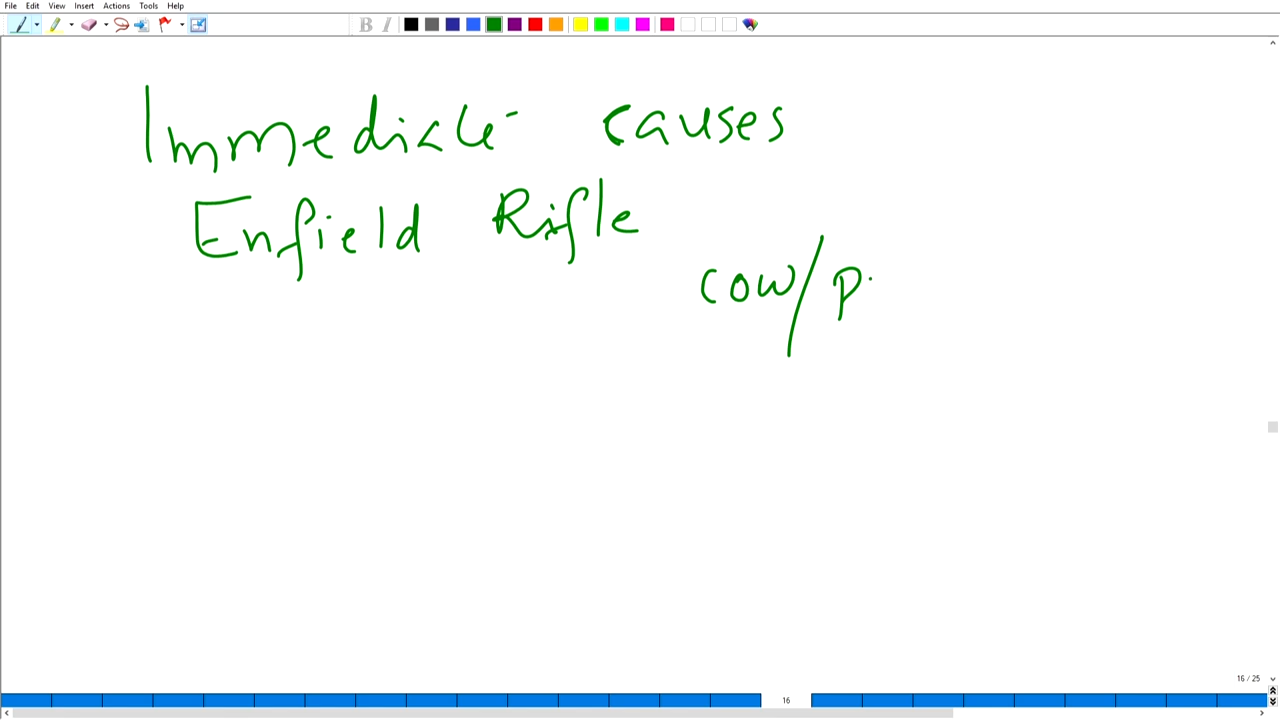 File Edit View Insert Actions Tools Help
B I
Immediate causes
Enfield Rifle
cow/p
16 / 25
16